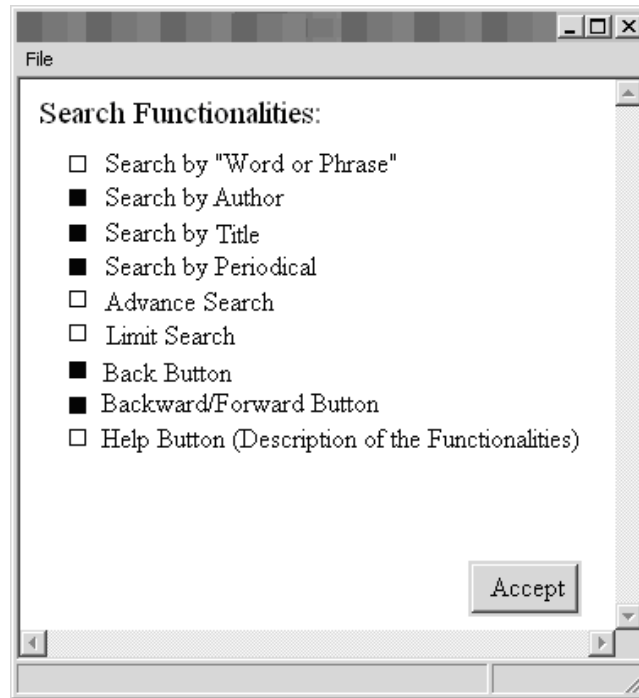 File
Search Functionalities:
Search by "Word or Phrase"
Search by Author
Search by Title
Search by Periodical
Advance Search
Limit Search
Back Button
Backward/Forward Button
Help Button (Description of the Functionalities)
Accept